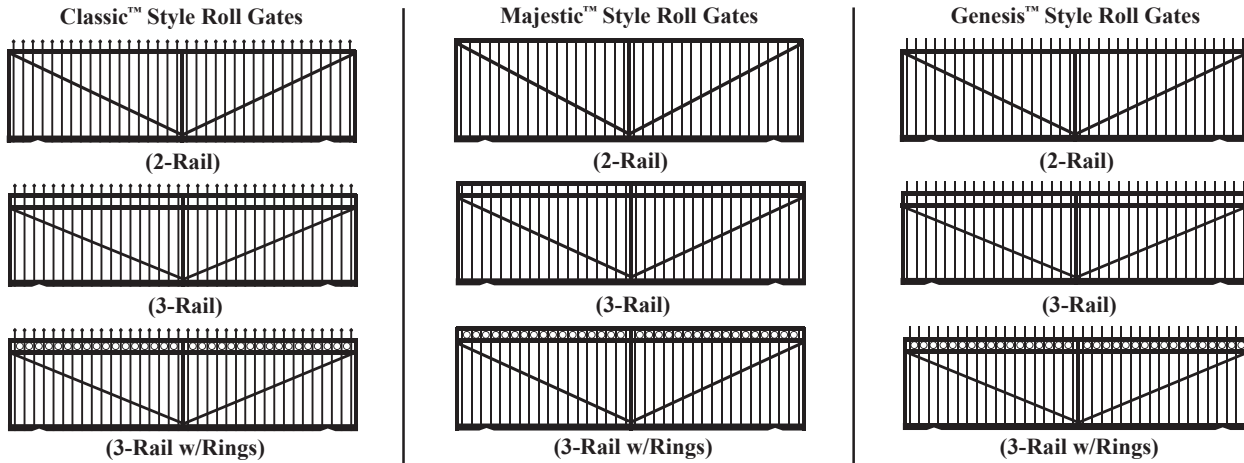 Classic™ Style Roll Gates
(2-Rail)
(3-Rail)
(3-Rail w/Rings)
Majestic™ Style Roll Gates
(2-Rail)
(3-Rail)
(3-Rail w/Rings)
Genesis™ Style Roll Gates
(2-Rail)
(3-Rail)
(3-Rail w/Rings)